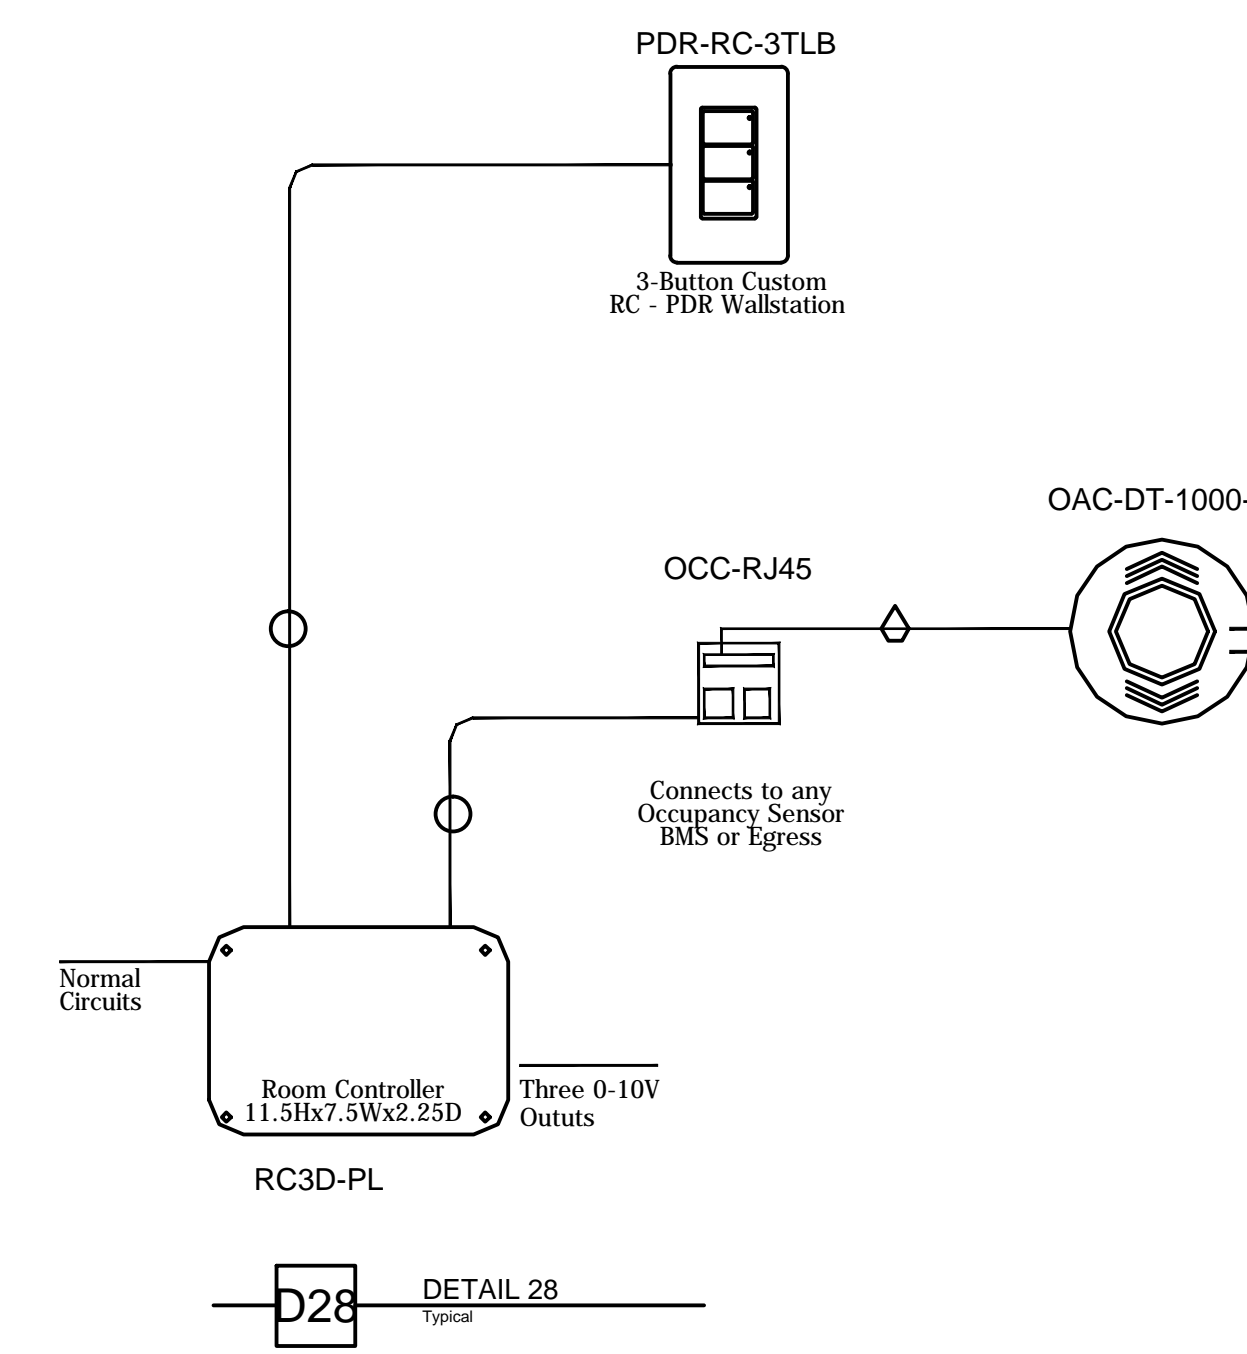 PDR-RC-3TLB
3-Button Custom
RC - PDR Wallstation
OAC-DT-1000-
OCC-RJ45
Connects to any
Occupancy Sensor
BMS or Egress
Normal
Circuits
Room Controller
11.5Hx7.5Wx2.25D
Three 0-10V
Oututs
RC3D-PL
D28
DETAIL 28
Typical